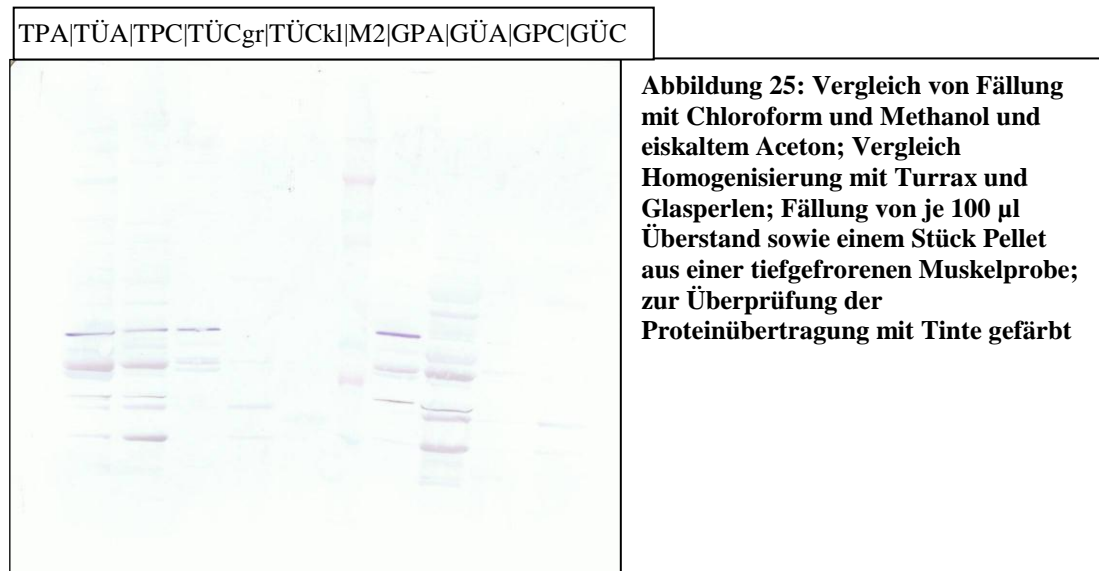 TPA|TÜA|TPC|TÜCgr|TÜCkl|M2|GPA|GÜA|GPC|GÜC
Abbildung 25: Vergleich von Fällung
mit Chloroform und Methanol und
eiskaltem Aceton; Vergleich
Homogenisierung mit Turrax und
Glasperlen; Fällung von je 100 µl
Überstand sowie einem Stück Pellet
aus einer tiefgefrorenen Muskelprobe;
zur Überprüfung der
Proteinübertragung mit Tinte gefärbt